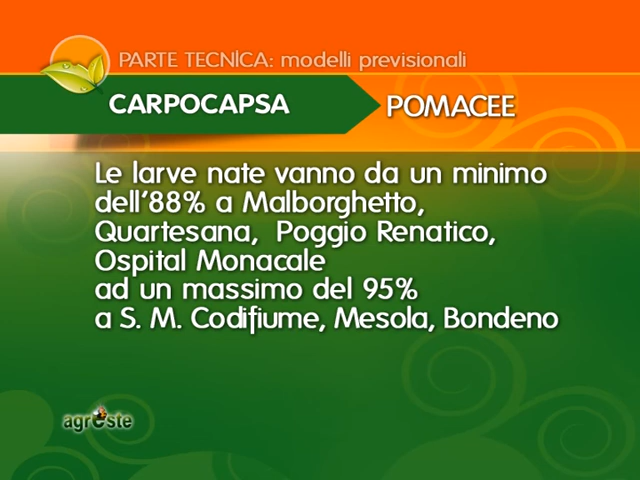 PARTE TECNICA: modelli previsionali
CARPOCAPSA
POMACEE
Le larve nate vanno da un minimo
dell'88% a Malborghetto,
Quartesana,  Poggio Renatico,
Ospital Monacale
ad un massimo del 95%
a S. M. Codifiume, Mesola, Bondeno
agreste